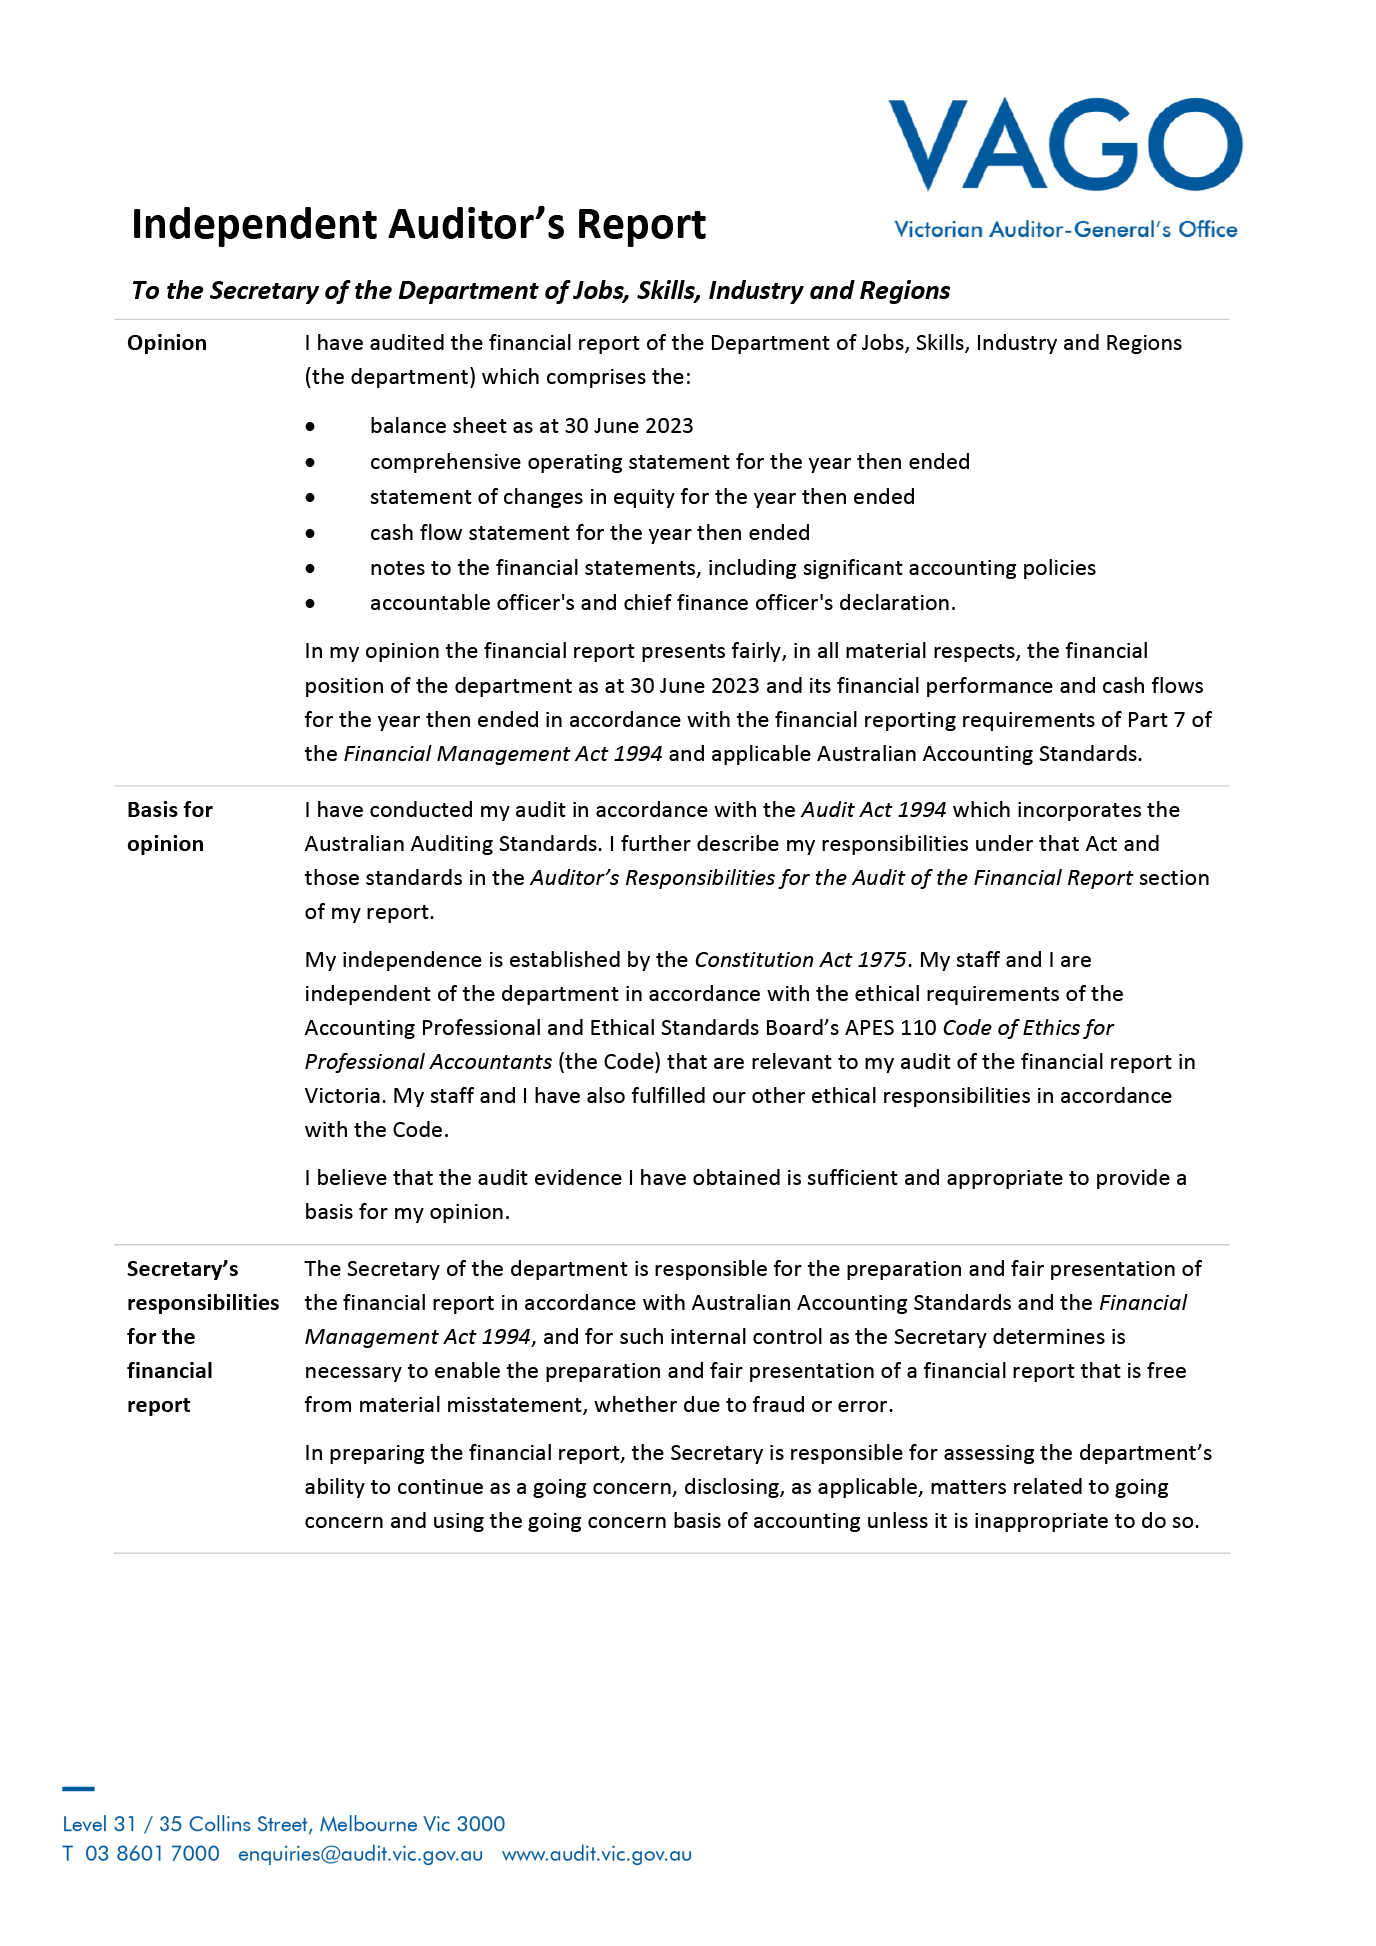 VAGO
Victorian Auditor-General's Office
Independent Auditor’s Report
To the Secretary of the Department of Jobs, Skills, Industry and Regions
Opinion
I have audited the financial report of the Department of Jobs, Skills, Industry and Regions
(the department) which comprises the:
• balance sheet as at 30 June 2023
• comprehensive operating statement for the year then ended
• statement of changes in equity for the year then ended
• cash flow statement for the year then ended
• notes to the financial statements, including significant accounting policies
• accountable officer's and chief finance officer's declaration.
In my opinion the financial report presents fairly, in all material respects, the financial
position of the department as at 30 June 2023 and its financial performance and cash flows
for the year then ended in accordance with the financial reporting requirements of Part 7 of
the Financial Management Act 1994 and applicable Australian Accounting Standards.
Basis for
opinion
I have conducted my audit in accordance with the Audit Act 1994 which incorporates the
Australian Auditing Standards. I further describe my responsibilities under that Act and
those standards in the Auditor’s Responsibilities for the Audit of the Financial Report section
of my report.
My independence is established by the Constitution Act 1975. My staff and I are
independent of the department in accordance with the ethical requirements of the
Accounting Professional and Ethical Standards Board’s APES 110 Code of Ethics for
Professional Accountants (the Code) that are relevant to my audit of the financial report in
Victoria. My staff and I have also fulfilled our other ethical responsibilities in accordance
with the Code.
I believe that the audit evidence I have obtained is sufficient and appropriate to provide a
basis for my opinion.
Secretary’s
responsibilities
for the
financial
report
The Secretary of the department is responsible for the preparation and fair presentation of
the financial report in accordance with Australian Accounting Standards and the Financial
Management Act 1994, and for such internal control as the Secretary determines is
necessary to enable the preparation and fair presentation of a financial report that is free
from material misstatement, whether due to fraud or error.
In preparing the financial report, the Secretary is responsible for assessing the department’s
ability to continue as a going concern, disclosing, as applicable, matters related to going
concern and using the going concern basis of accounting unless it is inappropriate to do so.
Level 31 / 35 Collins Street, Melbourne Vic 3000
T 03 8601 7000 enquiries@audit.vic.gov.au www.audit.vic.gov.au